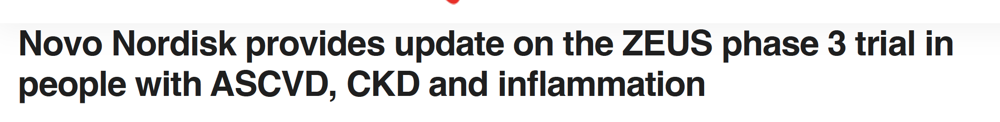 Novo Nordisk provides update on the ZEUS phase 3 trial in
people with ASCVD, CKD and inflammation